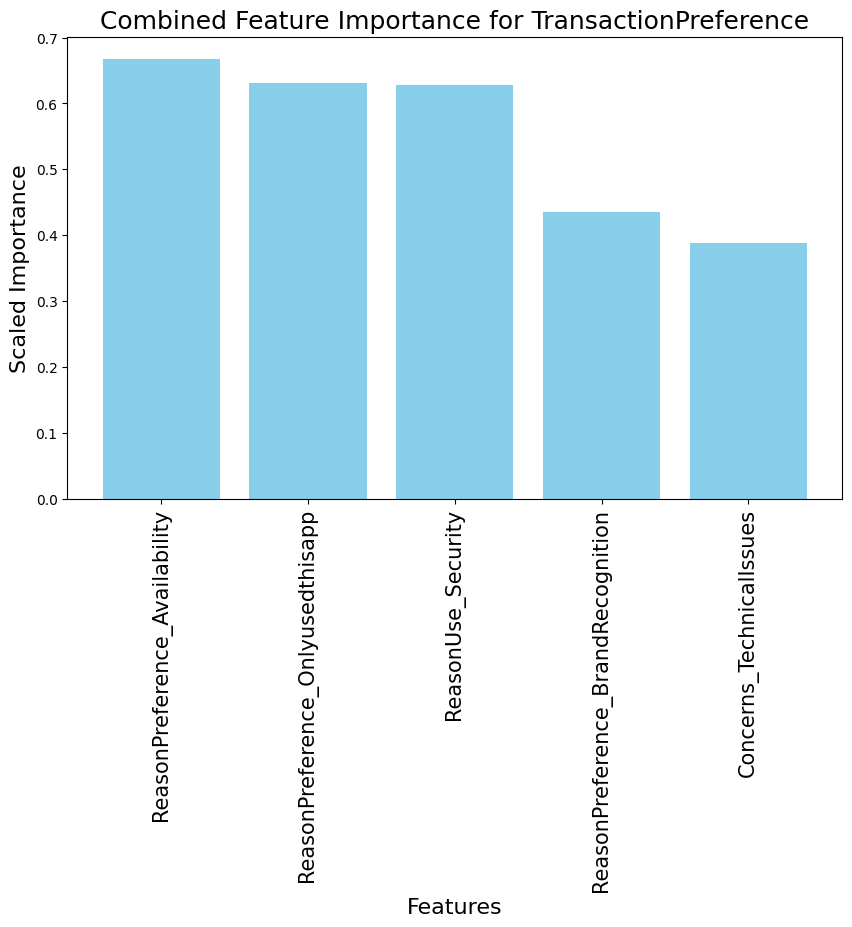 Combined Feature Importance for TransactionPreference
Scaled Importance
0.7
0.6
0.5
0.4
0.3
0.2
0.1
0.0
ReasonPreference_Availability
ReasonPreference_Onlyusedthisapp
ReasonUse_Security
ReasonPreference_BrandRecognition
Concerns_TechnicalIssues
Features